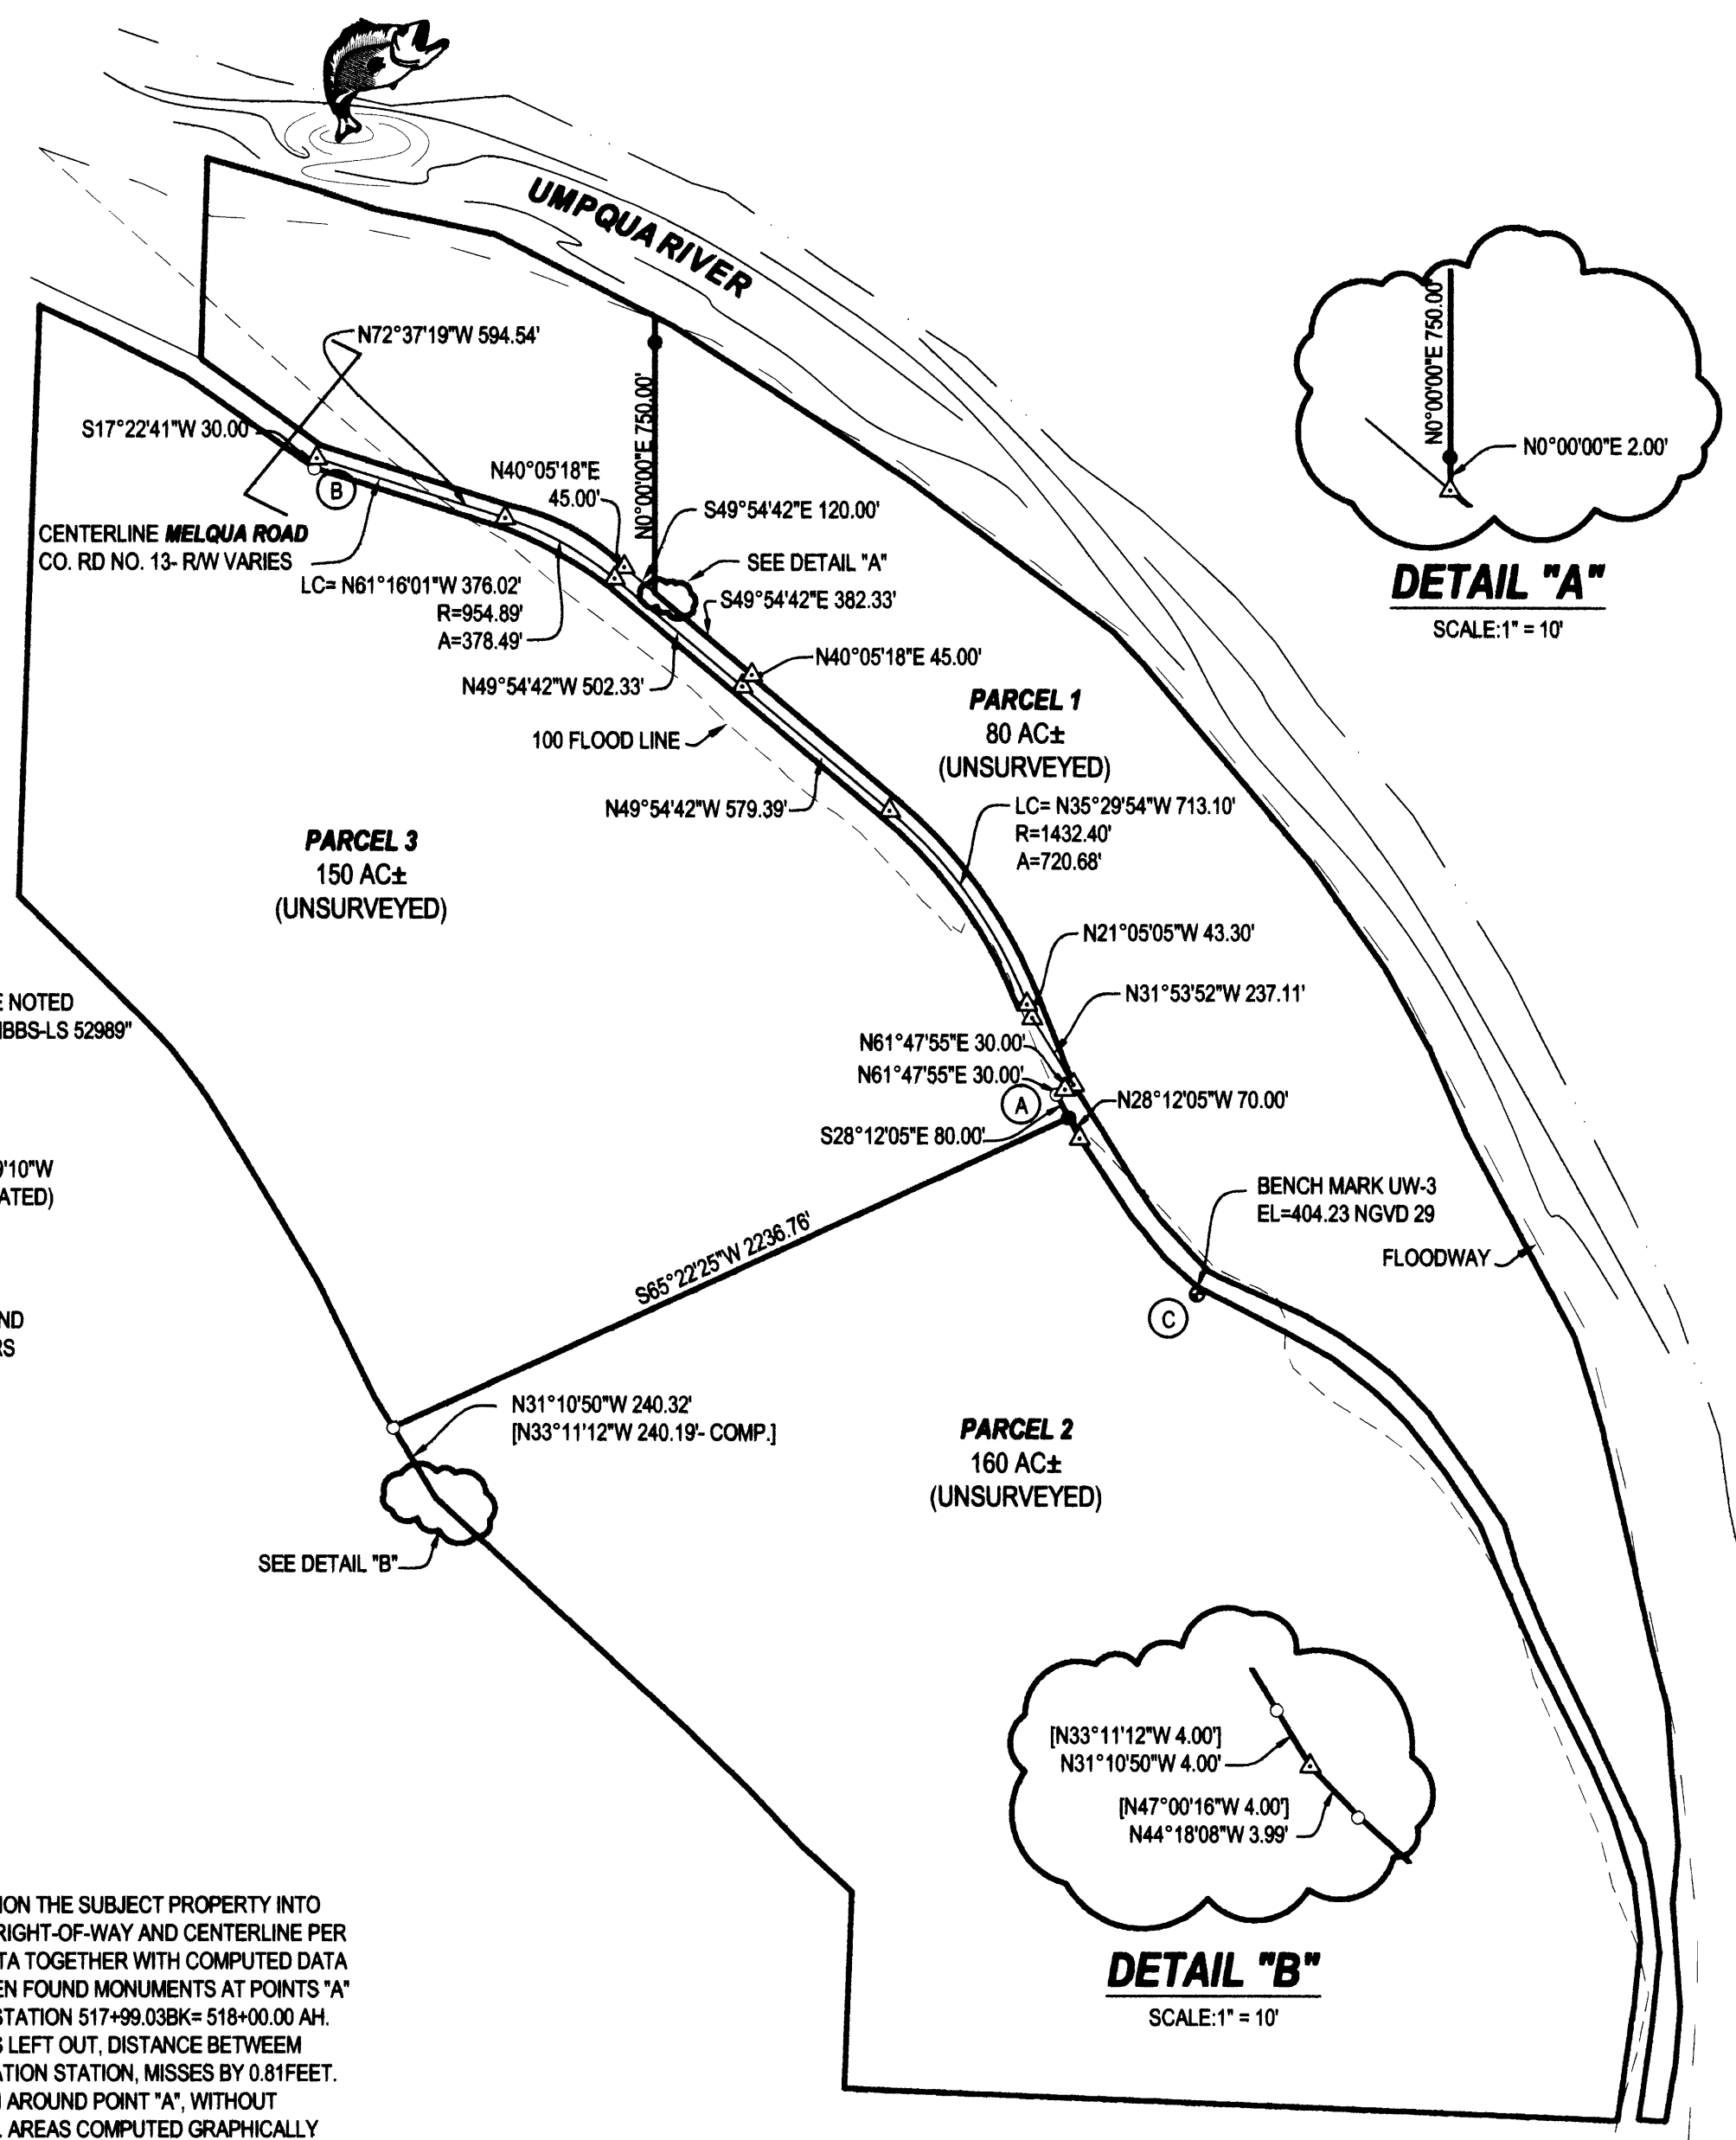 UMPQUA RIVER
N72°37'19"W 594.54'
S17°22'41"W 30.00
B
CENTERLINE MELQUA ROAD
CO. RD NO. 13- R/W VARIES
N40°05'18"E
45.00'
N0°00'00"E 750.00'
S49°54'42"E 120.00'
SEE DETAIL "A"
S49°54'42"E 382.33'
LC= N61°16'01"W 376.02'
R=954.89'
A=378.49'
N40°05'18"E 45.00'
N49°54'42"W 502.33'
100 FLOOD LINE
N49°54'42"W 579.39'
N0°00'00"E 750.00'
N0°00'00"E 2.00'
DETAIL "A"
SCALE:1" = 10'
PARCEL 1
80 AC±
(UNSURVEYED)
LC= N35°29'54"W 713.10'
R=1432.40'
A=720.68'
PARCEL 3
150 AC±
(UNSURVEYED)
N21°05'05"W 43.30'
N31°53'52"W 237.11'
N61°47'55"E 30.00'
N61°47'55"E 30.00'
A
N28°12'05"W 70.00'
S28°12'05"E 80.00'
BENCH MARK UW-3
EL=404.23 NGVD 29
FLOODWAY
C
S65°22'25"W 2236.76'
N31°10'50"W 240.32'
[N33°11'12"W 240.19'- COMP.]
SEE DETAIL "B"
PARCEL 2
160 AC±
(UNSURVEYED)
[N33°11'12"W 4.00']
N31°10'50"W 4.00'
[N47°00'16"W 4.00']
N44°18'08"W 3.99'
DETAIL "B"
SCALE:1" = 10'
E NOTED
IBBS-LS 52989"
9'10"W
ATED)
ND
RS
ION THE SUBJECT PROPERTY INTO
RIGHT-OF-WAY AND CENTERLINE PER
TA TOGETHER WITH COMPUTED DATA
EN FOUND MONUMENTS AT POINTS "A"
STATION 517+99.03BK= 518+00.00 AH.
S LEFT OUT, DISTANCE BETWEEM
ATION STATION, MISSES BY 0.81FEET.
AROUND POINT "A", WITHOUT
AREAS COMPUTED GRAPHICALLY